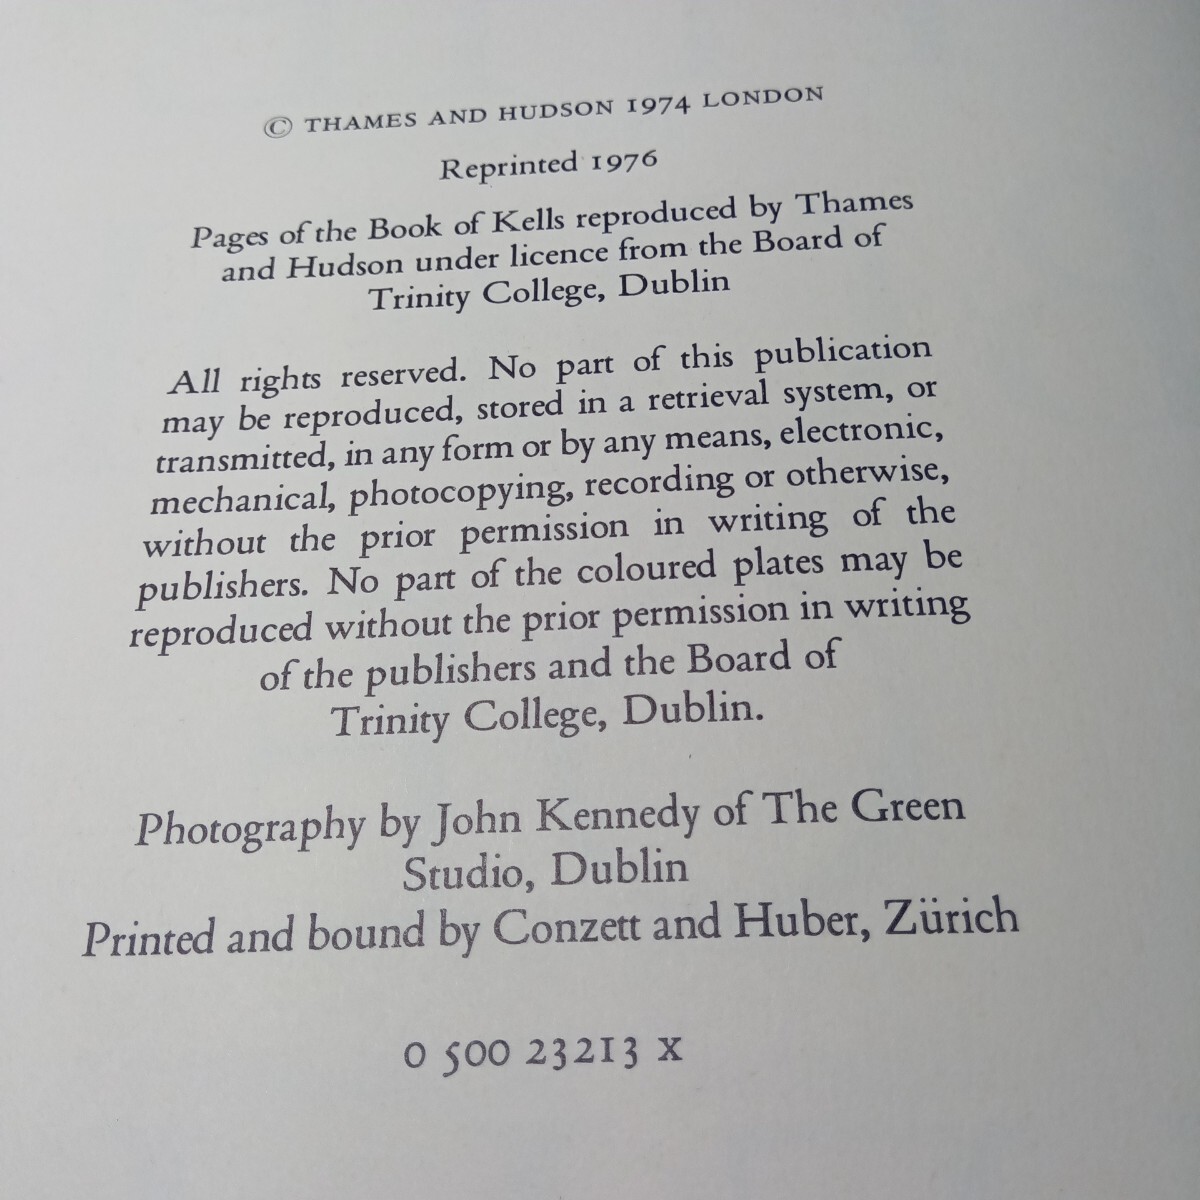 © THAMES AND HUDSON 1974 LONDON
Reprinted 1976
Pages of the Book of Kells reproduced by Thames
and Hudson under licence from the Board of
Trinity College, Dublin
All rights reserved. No part of this publication
may be reproduced, stored in a retrieval system, or
transmitted, in any form or by any means, electronic,
mechanical, photocopying, recording or otherwise,
without the prior permission in writing of the
publishers. No part of the coloured plates may be
reproduced without the prior permission in writing
of the publishers and the Board of
Trinity College, Dublin.
Photography by John Kennedy of The Green
Studio, Dublin
Printed and bound by Conzett and Huber, Zürich
0 500 23213 X